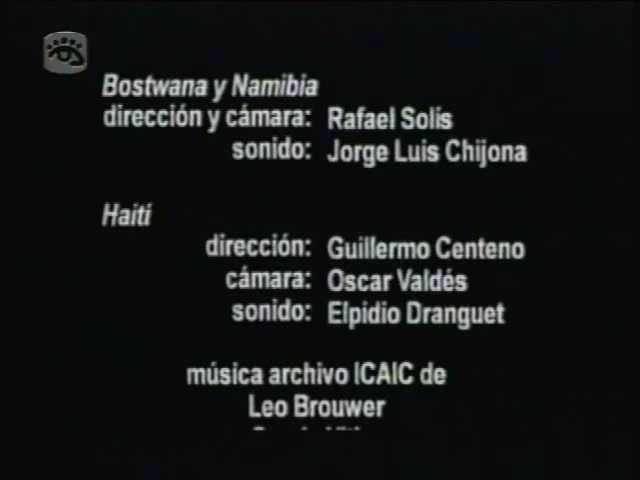 Bostwana y Namibia
dirección y cámara: Rafael Solís
sonido: Jorge Luis Chijona
Haití
dirección: Guillermo Centeno
cámara: Oscar Valdés
sonido: Elpidio Dranguet
música archivo ICAIC de
Leo Brouwer